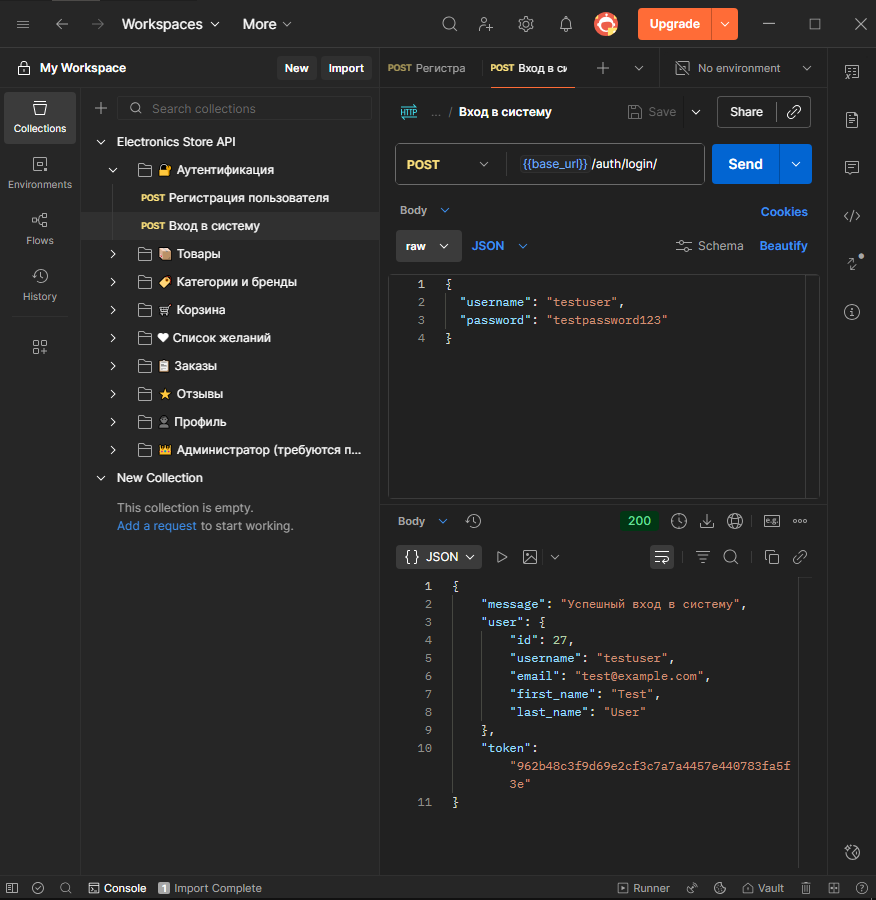 Workspaces More Upgrade
My Workspace New Import
POST Регистра POST Вход в си No environment
Search collections
... / Вход в систему Save Share
Collections
Environments
Flows
History
Electronics Store API
Аутентификация
POST Регистрация пользователя
POST Вход в систему
Товары
Категории и бренды
Корзина
Список желаний
Заказы
Отзывы
Профиль
Администратор (требуются п...
New Collection
This collection is empty.
Add a request to start working.
HTTP
POST {{base_url}} /auth/login/ Send
Body Cookies
raw JSON Schema Beautify
1 {
2 "username": "testuser",
3 "password": "testpassword123"
4 }
Body 200 e.g.
{} JSON
1 {
2 "message": "Успешный вход в систему",
3 "user": {
4 "id": 27,
5 "username": "testuser",
6 "email": "test@example.com",
7 "first_name": "Test",
8 "last_name": "User"
9 },
10 "token":
"962b48c3f9d69e2cf3c7a7a4457e440783fa5f
3e"
11 }
Console 1 Import Complete Runner Vault